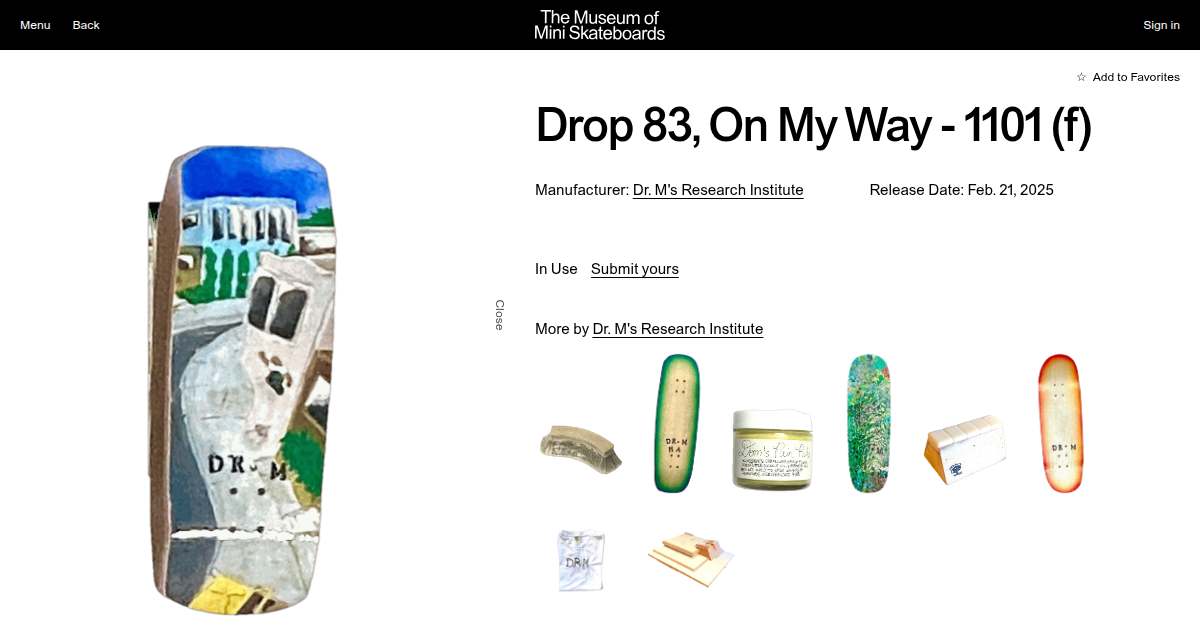 Menu
Back
The Museum of
Mini Skateboards
Sign in
☆ Add to Favorites
Drop 83, On My Way - 1101 (f)
Manufacturer: Dr. M's Research Institute
Release Date: Feb. 21, 2025
In Use
Submit yours
Close
More by Dr. M's Research Institute
DR. M
DR M
DR M
DR M